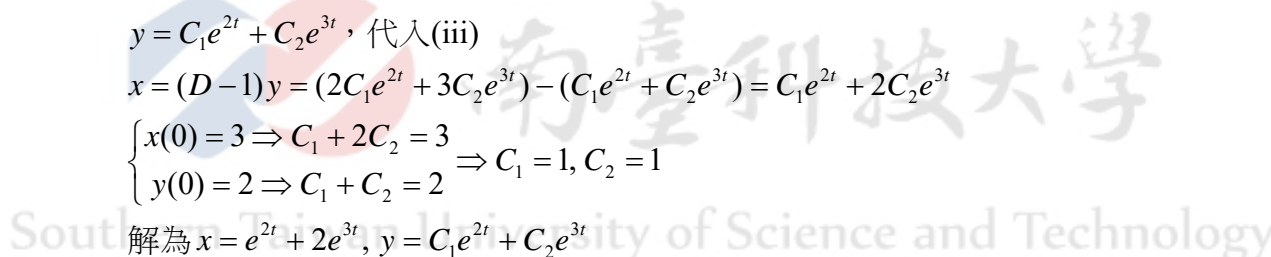 y = C₁e^{2t} + C₂e^{3t}，代入(iii)
x = (D−1)y = (2C₁e^{2t} + 3C₂e^{3t}) − (C₁e^{2t} + C₂e^{3t}) = C₁e^{2t} + 2C₂e^{3t}
{ x(0) = 3 ⇒ C₁ + 2C₂ = 3
{ y(0) = 2 ⇒ C₁ + C₂ = 2 ⇒ C₁ = 1, C₂ = 1
解為 x = e^{2t} + 2e^{3t}, y = C₁e^{2t} + C₂e^{3t}
南臺科技大學
Southern Taiwan University of Science and Technology